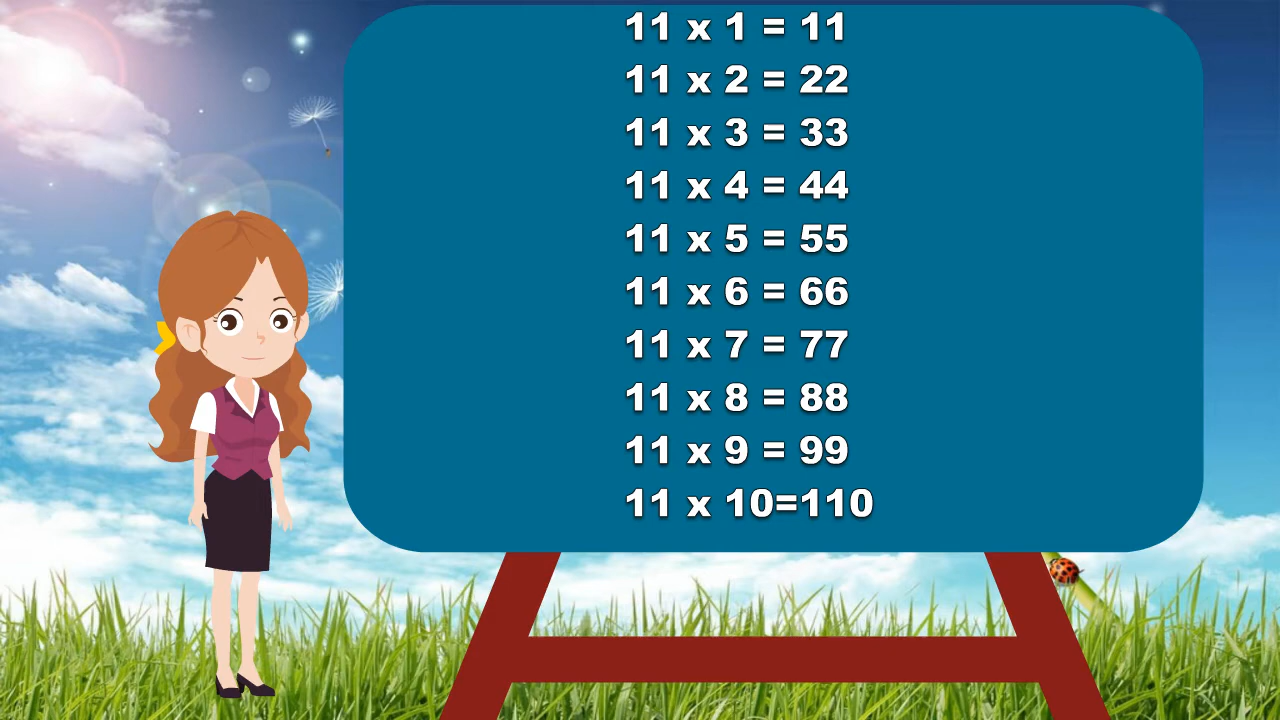 11 x 1 = 11
11 x 2 = 22
11 x 3 = 33
11 x 4 = 44
11 x 5 = 55
11 x 6 = 66
11 x 7 = 77
11 x 8 = 88
11 x 9 = 99
11 x 10=110